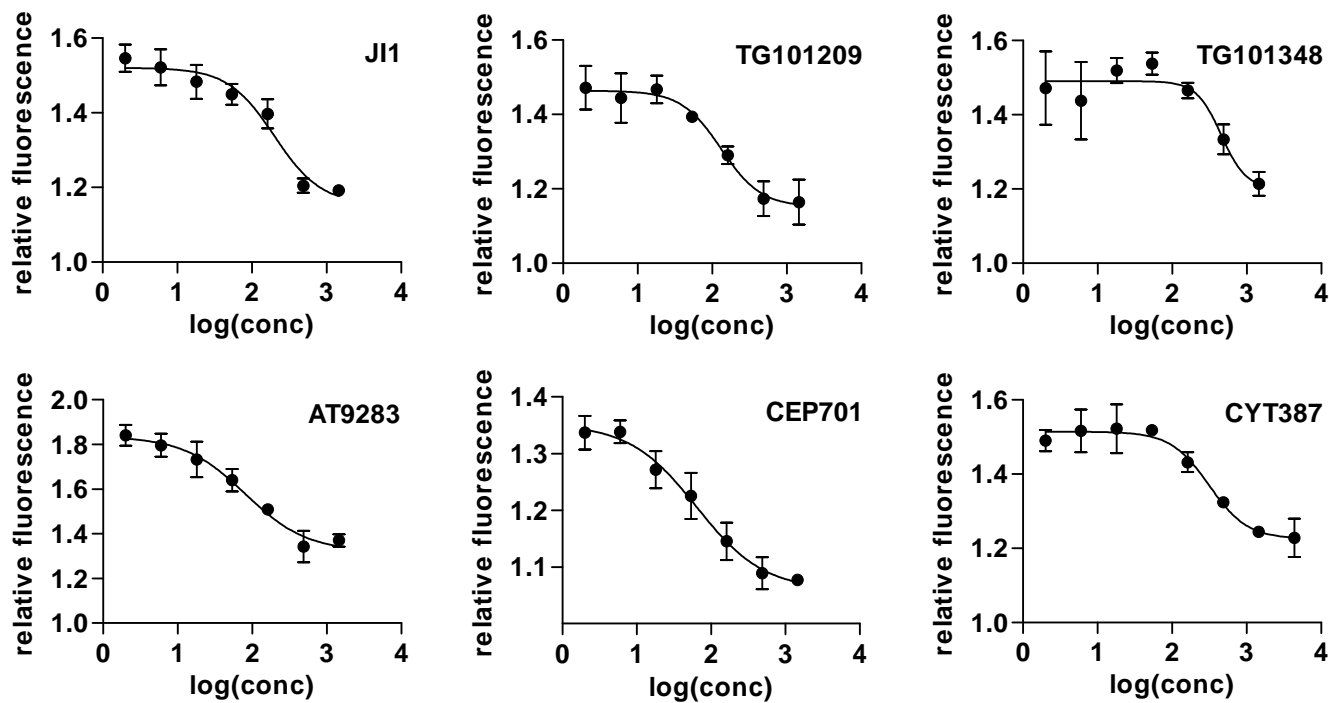 JI1
relative fluorescence
1.6
1.4
1.2
1.0
0 1 2 3 4
log(conc)
TG101209
relative fluorescence
1.6
1.4
1.2
1.0
0 1 2 3 4
log(conc)
TG101348
relative fluorescence
1.6
1.4
1.2
1.0
0 1 2 3 4
log(conc)
AT9283
relative fluorescence
2.0
1.8
1.6
1.4
1.2
1.0
0 1 2 3 4
log(conc)
CEP701
relative fluorescence
1.4
1.3
1.2
1.1
0 1 2 3 4
log(conc)
CYT387
relative fluorescence
1.6
1.4
1.2
1.0
0 1 2 3 4
log(conc)